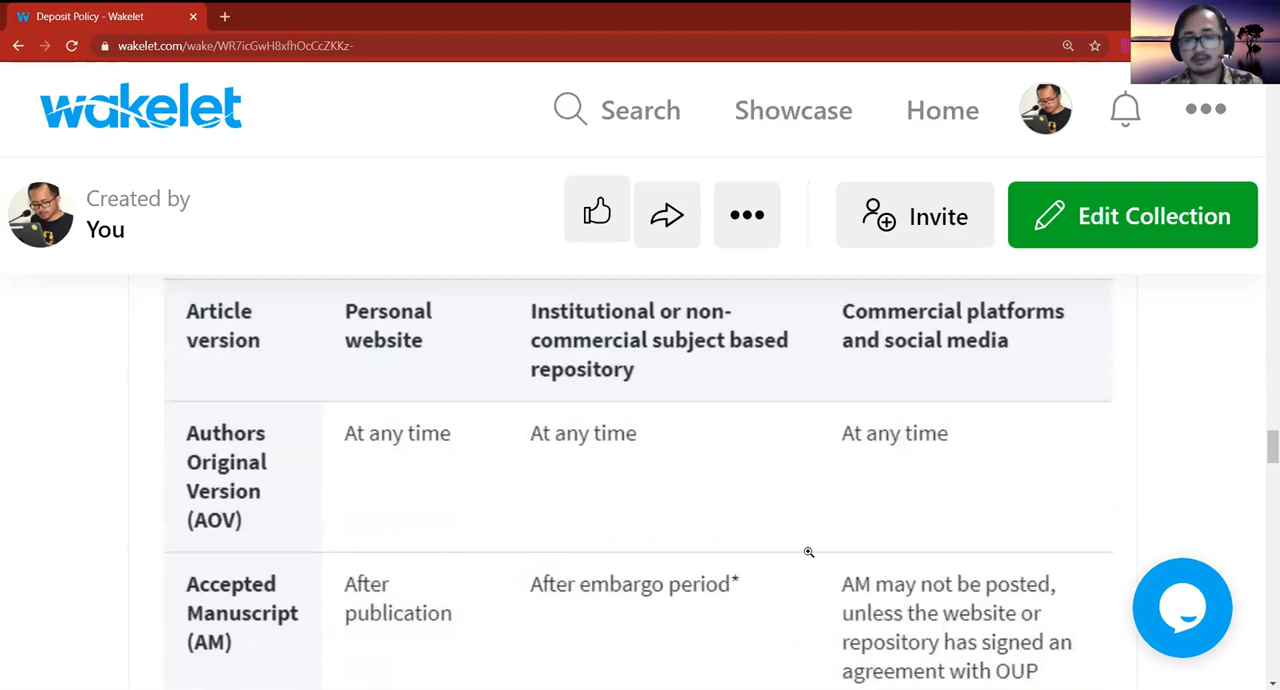 Deposit Policy - Wakelet
wakelet.com/wake/WR7icGwH8xfhOcCcZKKz-
wakelet
Search
Showcase
Home
Created by
You
Invite
Edit Collection
Article version
Personal website
Institutional or non-commercial subject based repository
Commercial platforms and social media
Authors Original Version (AOV)
At any time
At any time
At any time
Accepted Manuscript (AM)
After publication
After embargo period*
AM may not be posted, unless the website or repository has signed an agreement with OUP